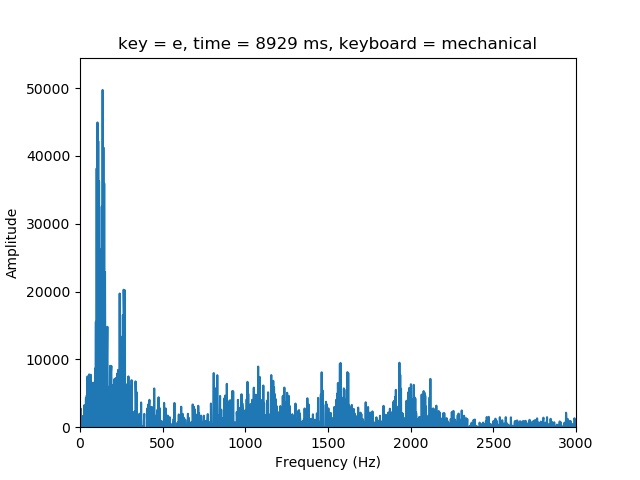 key = e, time = 8929 ms, keyboard = mechanical
50000
40000
30000
20000
10000
0
Amplitude
0 500 1000 1500 2000 2500 3000
Frequency (Hz)